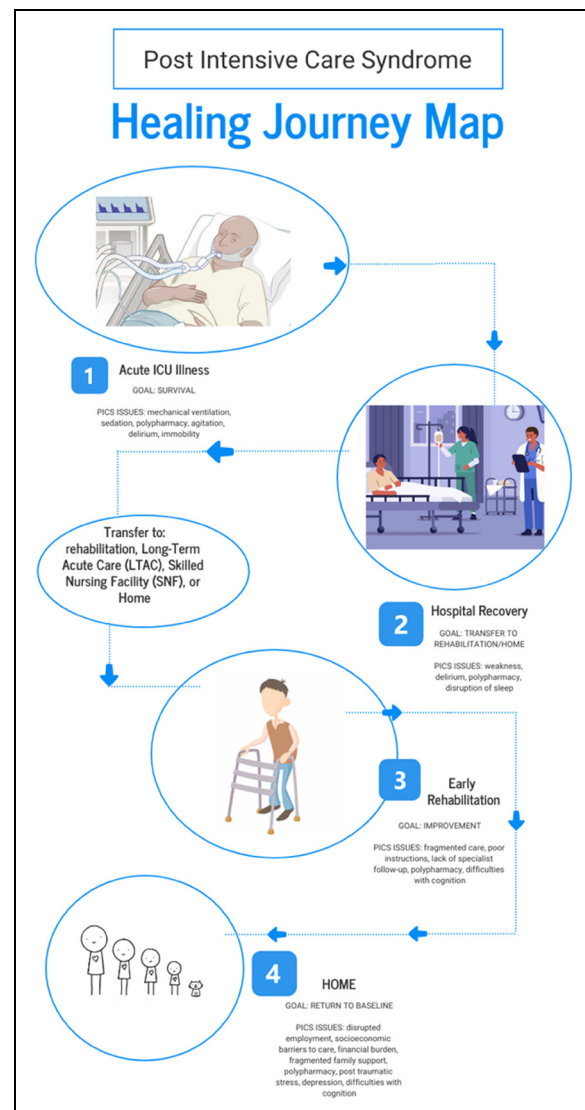 Post Intensive Care Syndrome
Healing Journey Map
1
Acute ICU Illness
GOAL: SURVIVAL
PICS ISSUES: mechanical ventilation,
sedation, polypharmacy, agitation,
delirium, immobility
2
Hospital Recovery
GOAL: TRANSFER TO
REHABILITATION/HOME
PICS ISSUES: weakness,
delirium, polypharmacy,
disruption of sleep
Transfer to:
rehabilitation, Long-Term
Acute Care (LTAC), Skilled
Nursing Facility (SNF), or
Home
3
Early
Rehabilitation
GOAL: IMPROVEMENT
PICS ISSUES: fragmented care, poor
instructions, lack of specialist
follow-up, polypharmacy, difficulties
with cognition
4
HOME
GOAL: RETURN TO BASELINE
PICS ISSUES: disrupted
employment, socioeconomic
barriers to care, financial burden,
fragmented family support,
polypharmacy, post traumatic
stress, depression, difficulties with
cognition